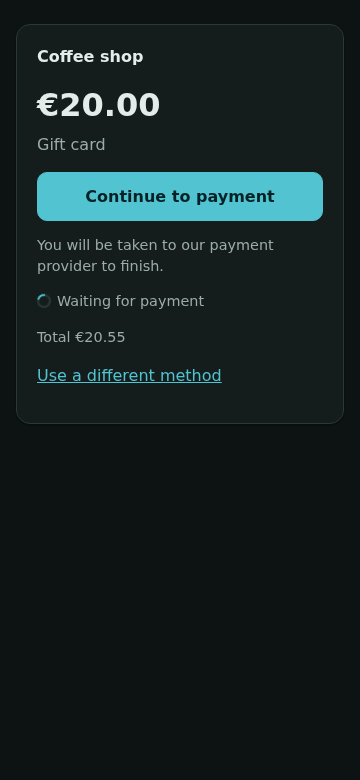 Coffee shop
€20.00
Gift card
Continue to payment
You will be taken to our payment
provider to finish.
Waiting for payment
Total €20.55
Use a different method